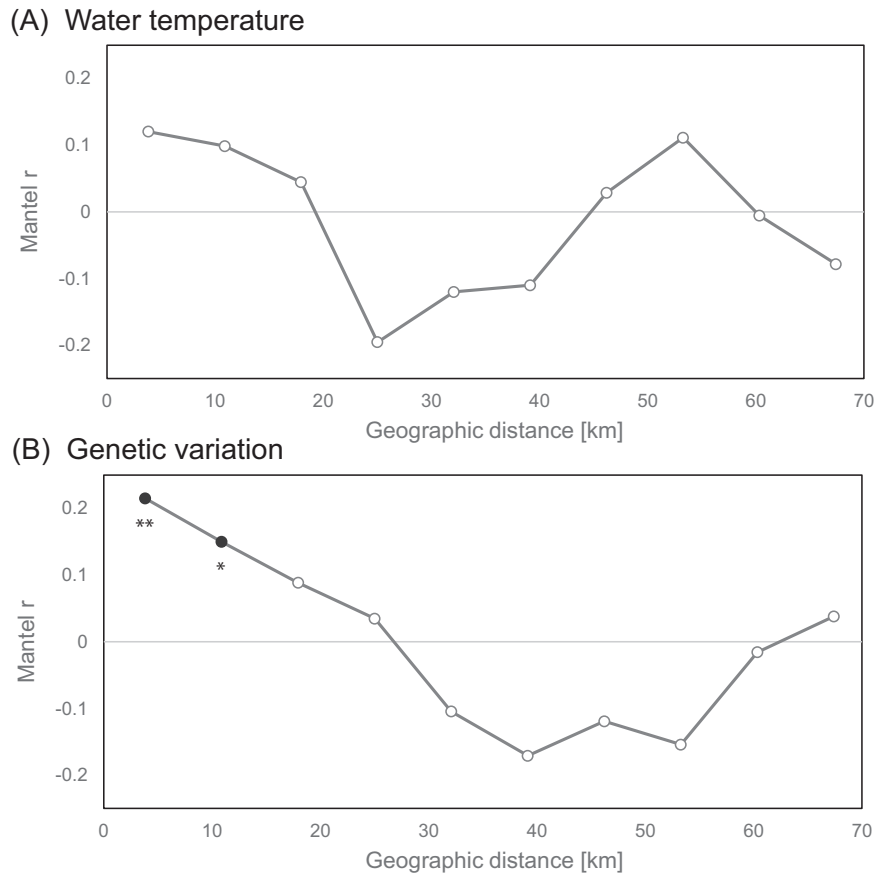 (A) Water temperature
0.2
0.1
0
-0.1
-0.2
Mantel r
0 10 20 30 40 50 60 70
Geographic distance [km]
(B) Genetic variation
0.2
0.1
0
-0.1
-0.2
Mantel r
**
*
0 10 20 30 40 50 60 70
Geographic distance [km]